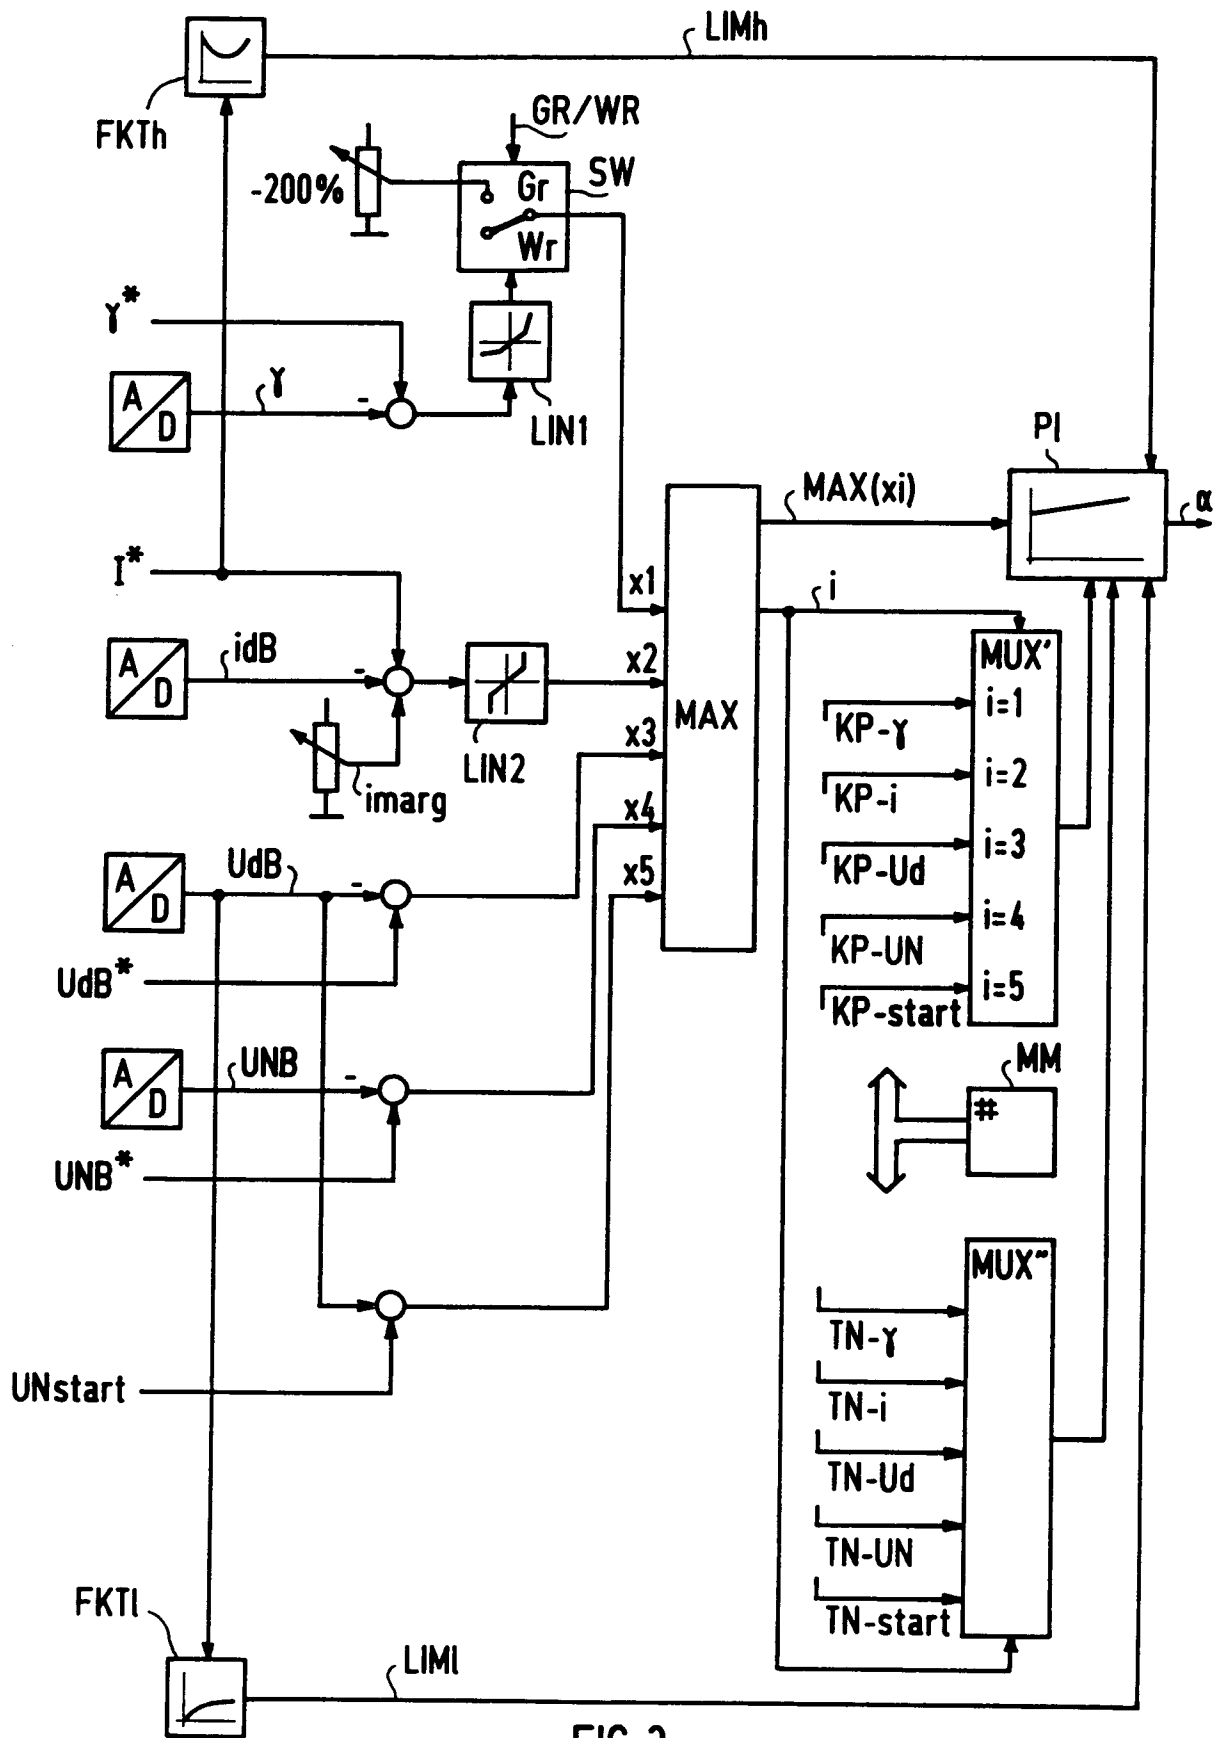 LIMh
FKTh
GR/WR
-200%
SW
Gr
Wr
γ*
A/D
γ
-
LIN1
PI
MAX(xi)
α
I*
x1
i
A/D
idB
-
x2
MUX'
MAX
i=1
KP-γ
x3
LIN2
imarg
i=2
KP-i
x4
UdB
A/D
-
x5
i=3
KP-Ud
i=4
KP-UN
UdB*
i=5
KP-start
A/D
UNB
-
MM
#
UNB*
MUX"
TN-γ
UNstart
TN-i
TN-Ud
TN-UN
FKTl
TN-start
LIMl